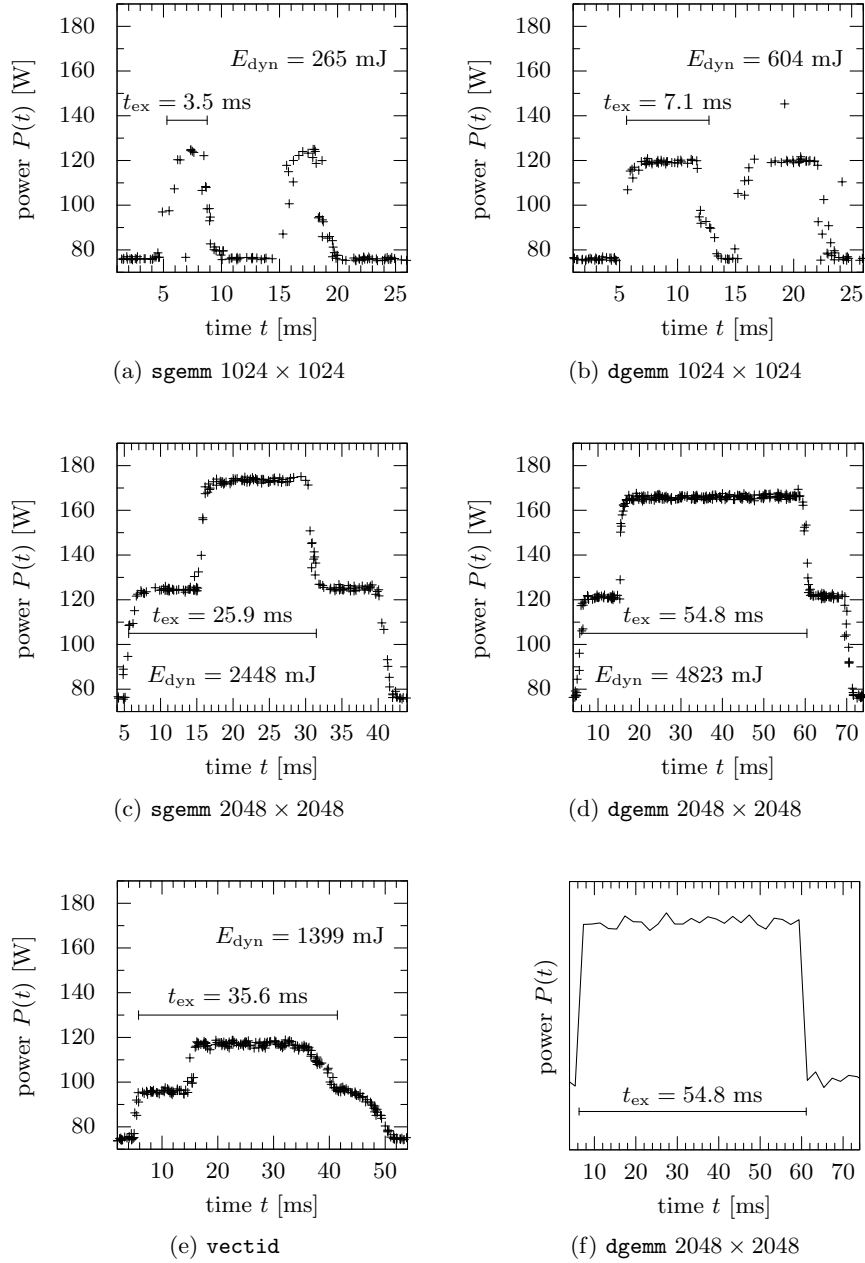 180
160
140
120
100
80
power P(t) [W]
E_dyn = 265 mJ
t_ex = 3.5 ms
5 10 15 20 25
time t [ms]
(a) sgemm 1024 × 1024
180
160
140
120
100
80
power P(t) [W]
E_dyn = 604 mJ
t_ex = 7.1 ms
5 10 15 20 25
time t [ms]
(b) dgemm 1024 × 1024
180
160
140
120
100
80
power P(t) [W]
t_ex = 25.9 ms
E_dyn = 2448 mJ
5 10 15 20 25 30 35 40
time t [ms]
(c) sgemm 2048 × 2048
180
160
140
120
100
80
power P(t) [W]
t_ex = 54.8 ms
E_dyn = 4823 mJ
10 20 30 40 50 60 70
time t [ms]
(d) dgemm 2048 × 2048
180
160
140
120
100
80
power P(t) [W]
E_dyn = 1399 mJ
t_ex = 35.6 ms
10 20 30 40 50
time t [ms]
(e) vectid
power P(t)
t_ex = 54.8 ms
10 20 30 40 50 60 70
time t [ms]
(f) dgemm 2048 × 2048